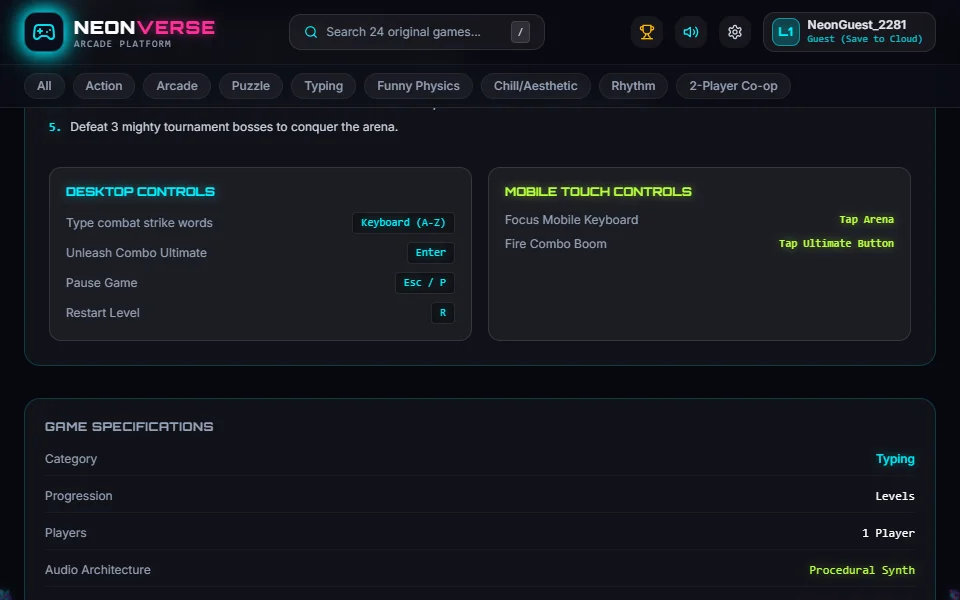 NEONVERSE
ARCADE PLATFORM
Search 24 original games...
/
L1
NeonGuest_2281
Guest (Save to Cloud)
All
Action
Arcade
Puzzle
Typing
Funny Physics
Chill/Aesthetic
Rhythm
2-Player Co-op
5. Defeat 3 mighty tournament bosses to conquer the arena.
DESKTOP CONTROLS
Type combat strike words
Keyboard (A-Z)
Unleash Combo Ultimate
Enter
Pause Game
Esc / P
Restart Level
R
MOBILE TOUCH CONTROLS
Focus Mobile Keyboard
Tap Arena
Fire Combo Boom
Tap Ultimate Button
GAME SPECIFICATIONS
Category
Typing
Progression
Levels
Players
1 Player
Audio Architecture
Procedural Synth